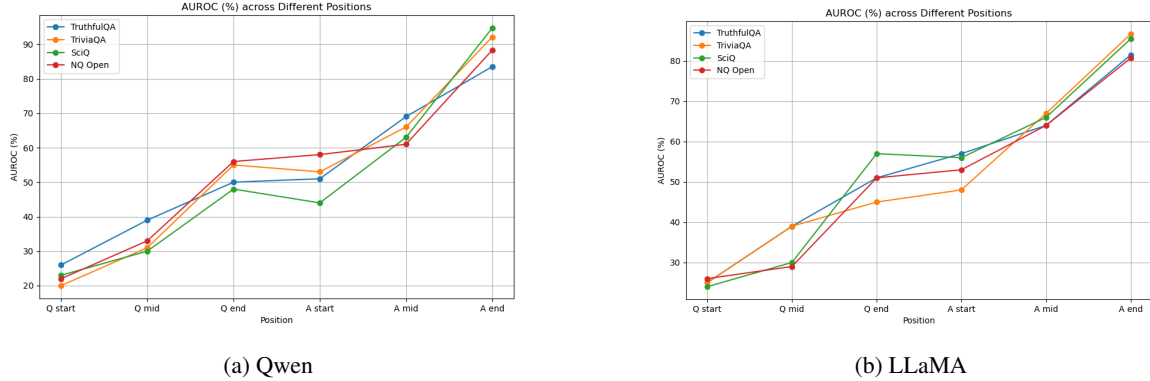 AUROC (%) across Different Positions
TruthfulQA
TriviaQA
SciQ
NQ Open
90
80
70
60
50
40
30
20
AUROC (%)
Q start
Q mid
Q end
A start
A mid
A end
Position
(a) Qwen
AUROC (%) across Different Positions
TruthfulQA
TriviaQA
SciQ
NQ Open
80
70
60
50
40
30
AUROC (%)
Q start
Q mid
Q end
A start
A mid
A end
Position
(b) LLaMA